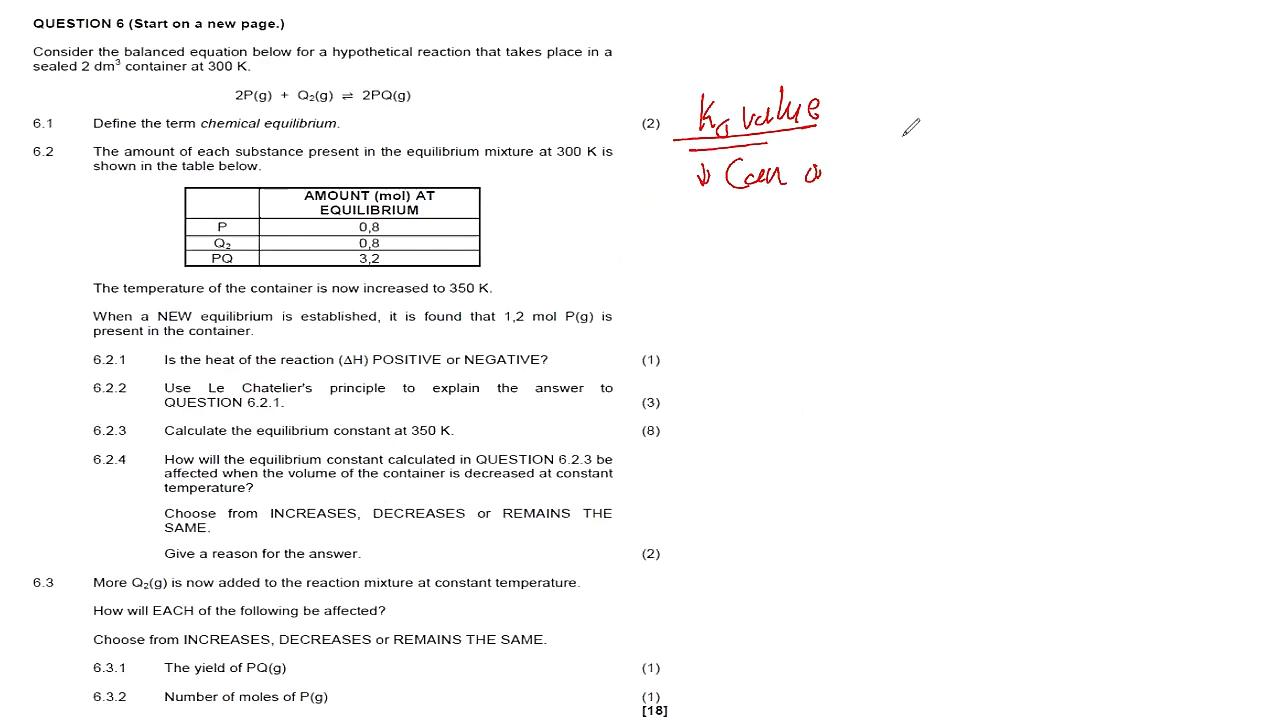 QUESTION 6 (Start on a new page.)
Consider the balanced equation below for a hypothetical reaction that takes place in a
sealed 2 dm³ container at 300 K.
2P(g) + Q₂(g) ⇌ 2PQ(g)
6.1 Define the term chemical equilibrium. (2)
6.2 The amount of each substance present in the equilibrium mixture at 300 K is
shown in the table below.
AMOUNT (mol) AT
EQUILIBRIUM
P 0,8
Q₂ 0,8
PQ 3,2
The temperature of the container is now increased to 350 K.
When a NEW equilibrium is established, it is found that 1,2 mol P(g) is
present in the container.
6.2.1 Is the heat of the reaction (ΔH) POSITIVE or NEGATIVE? (1)
6.2.2 Use Le Chatelier's principle to explain the answer to
QUESTION 6.2.1. (3)
6.2.3 Calculate the equilibrium constant at 350 K. (8)
6.2.4 How will the equilibrium constant calculated in QUESTION 6.2.3 be
affected when the volume of the container is decreased at constant
temperature?
Choose from INCREASES, DECREASES or REMAINS THE
SAME.
Give a reason for the answer. (2)
6.3 More Q₂(g) is now added to the reaction mixture at constant temperature.
How will EACH of the following be affected?
Choose from INCREASES, DECREASES or REMAINS THE SAME.
6.3.1 The yield of PQ(g) (1)
6.3.2 Number of moles of P(g) (1)
[18]
value